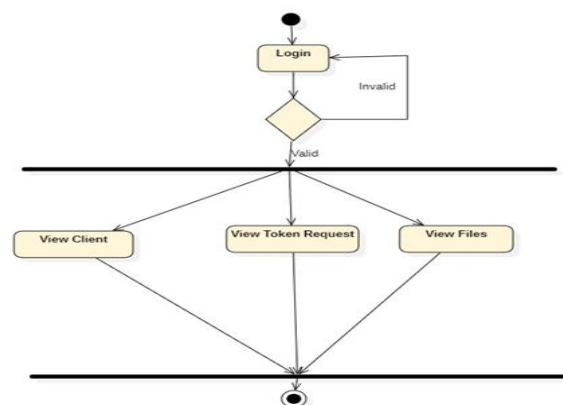 Login
Invalid
Valid
View Client
View Token Request
View Files